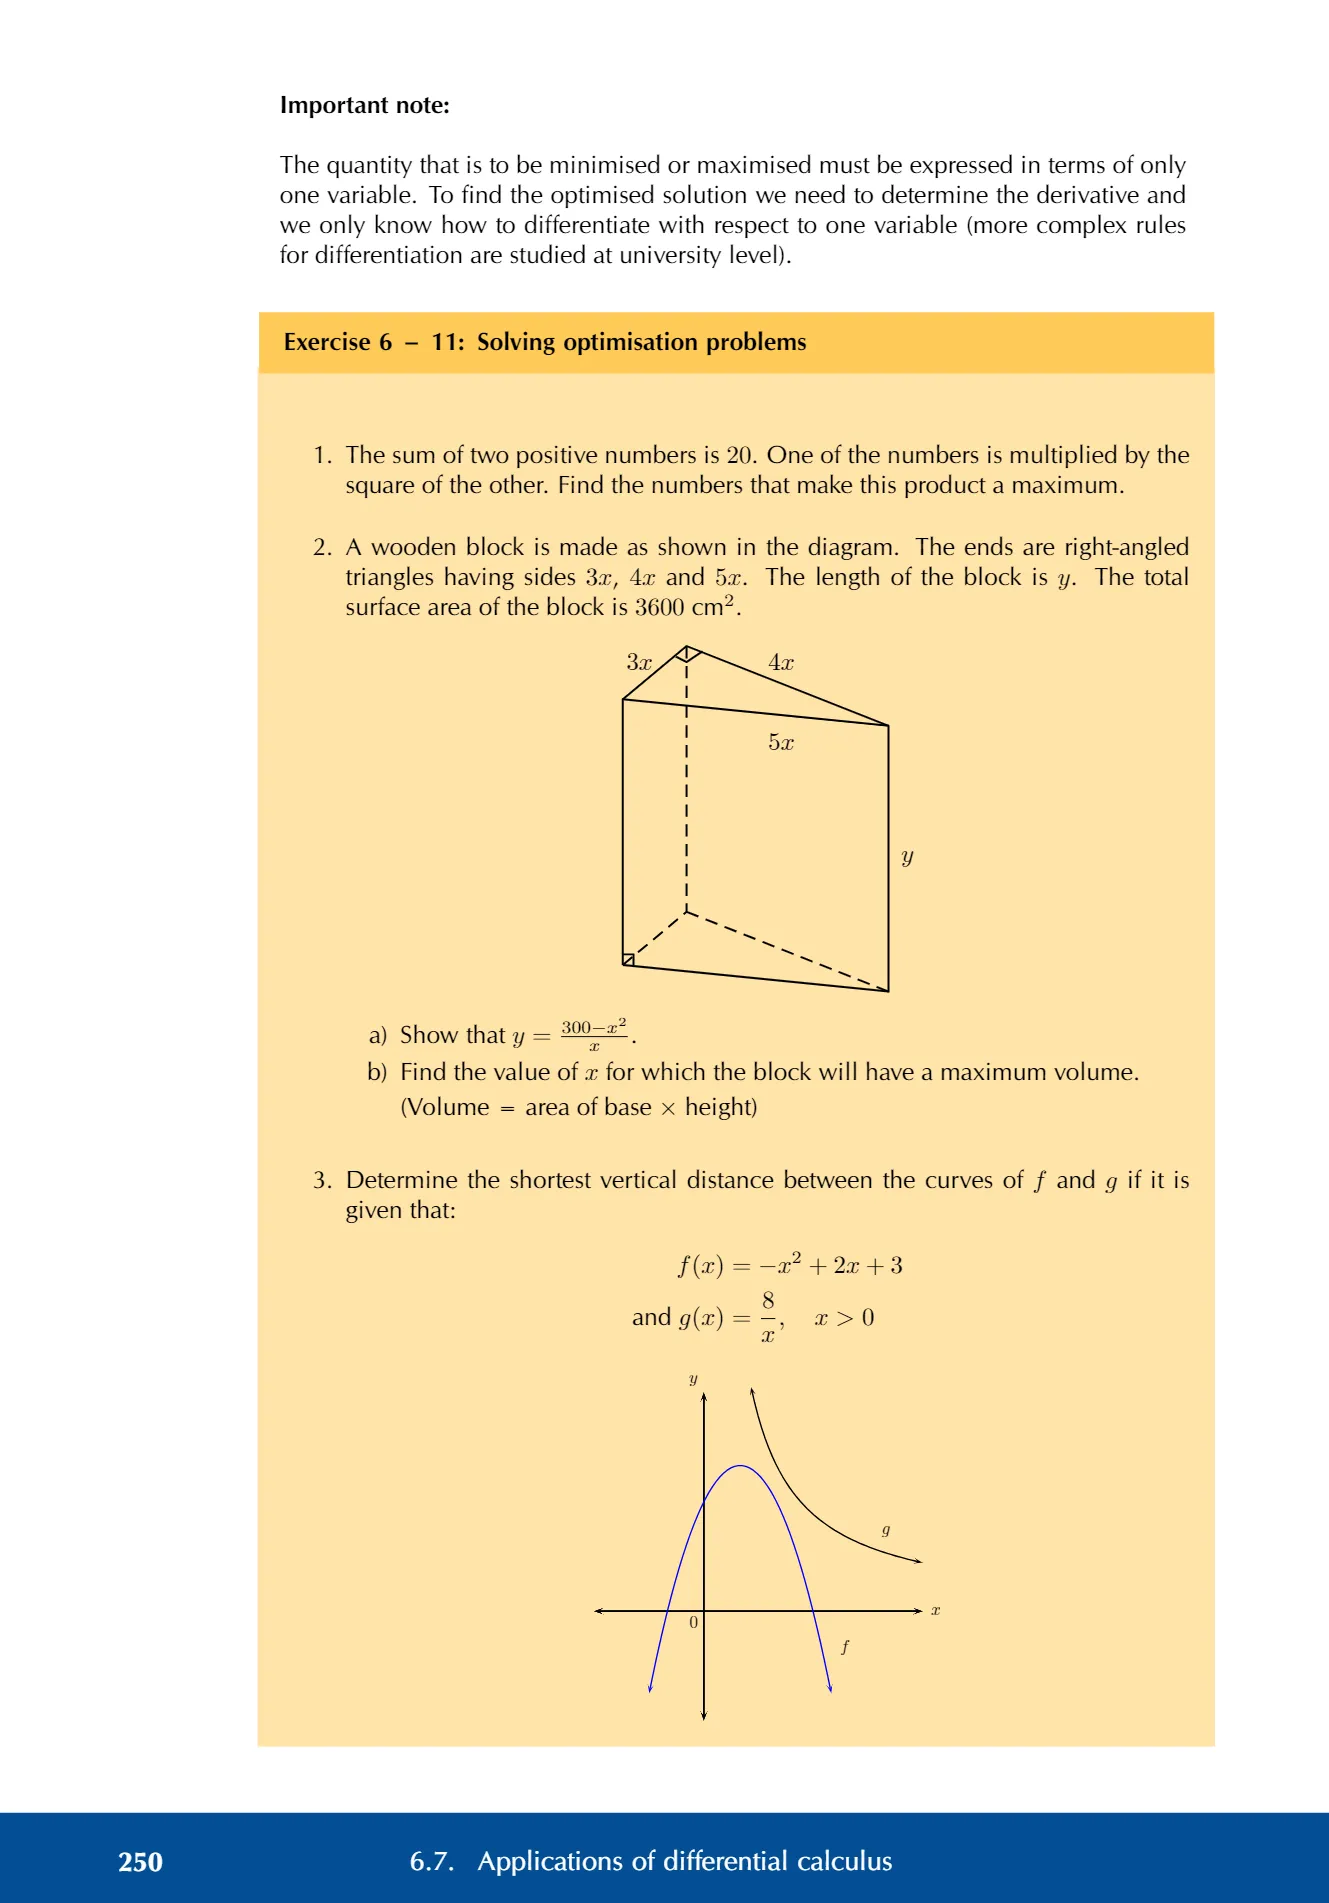 Important note:
The quantity that is to be minimised or maximised must be expressed in terms of only
one variable. To find the optimised solution we need to determine the derivative and
we only know how to differentiate with respect to one variable (more complex rules
for differentiation are studied at university level).
Exercise 6 – 11: Solving optimisation problems
1. The sum of two positive numbers is 20. One of the numbers is multiplied by the
square of the other. Find the numbers that make this product a maximum.
2. A wooden block is made as shown in the diagram. The ends are right-angled
triangles having sides 3x, 4x and 5x. The length of the block is y. The total
surface area of the block is 3600 cm².
3x
4x
5x
y
a) Show that y = \frac{300−x²}{x}.
b) Find the value of x for which the block will have a maximum volume.
(Volume = area of base × height)
3. Determine the shortest vertical distance between the curves of f and g if it is
given that:
f(x) = −x² + 2x + 3
and g(x) = \frac{8}{x}, x > 0
y
g
x
0
f
250 6.7. Applications of differential calculus